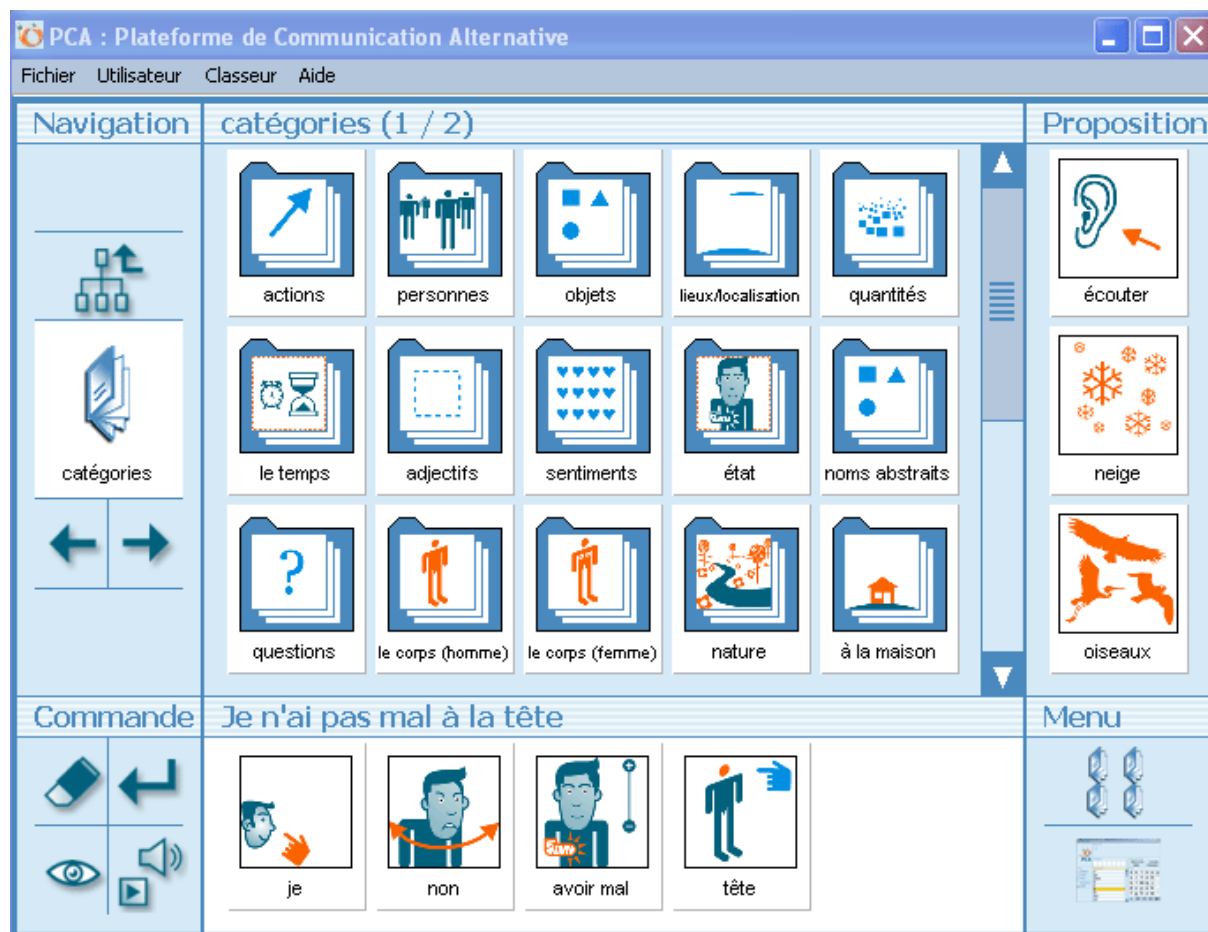 PCA : Plateforme de Communication Alternative
Fichier Utilisateur Classeur Aide
Navigation
catégories (1 / 2)
Proposition
actions
personnes
objets
lieux/localisation
quantités
écouter
catégories
le temps
adjectifs
sentiments
état
noms abstraits
neige
questions
le corps (homme)
le corps (femme)
nature
à la maison
oiseaux
Commande
Je n'ai pas mal à la tête
Menu
je
non
avoir mal
tête